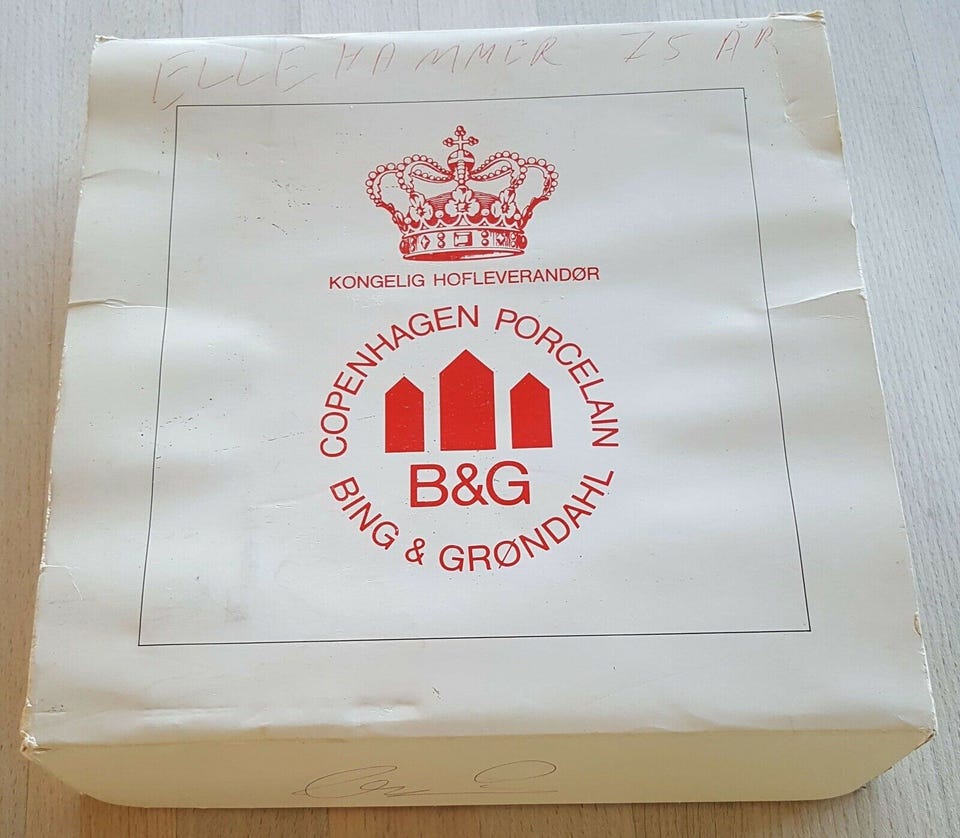 ELLEHAMMER 75 ÅR
KONGELIG HOFLEVERANDØR
COPENHAGEN PORCELAIN
B&G
BING & GRØNDAHL